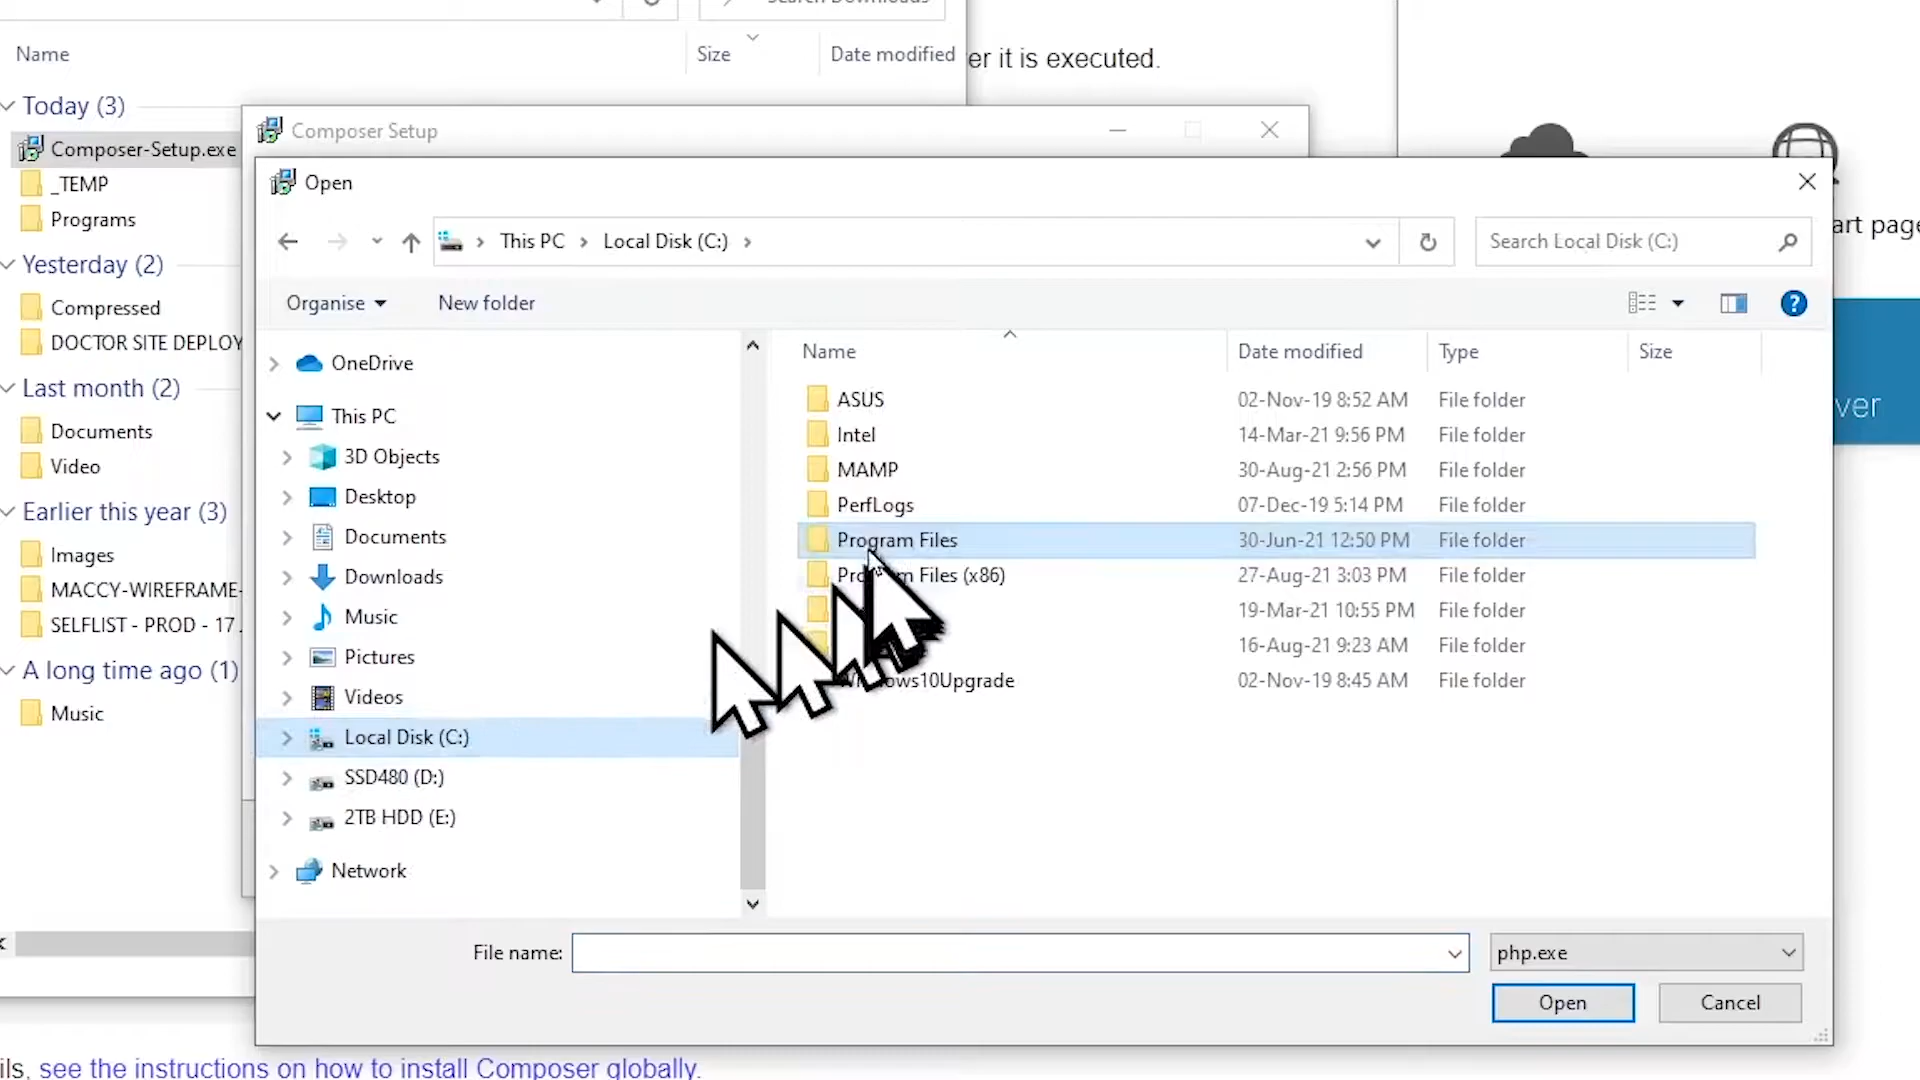 Search Downloads
Name
Size
Date modified
er it is executed.
Today (3)
Composer-Setup.exe
_TEMP
Programs
Yesterday (2)
Compressed
DOCTOR SITE DEPLOY
Last month (2)
Documents
Video
Earlier this year (3)
Images
MACCY-WIREFRAME-
SELFLIST - PROD - 17
A long time ago (1)
Music
Composer Setup
Open
This PC > Local Disk (C:) >
Search Local Disk (C:)
Organise
New folder
OneDrive
This PC
3D Objects
Desktop
Documents
Downloads
Music
Pictures
Videos
Local Disk (C:)
SSD480 (D:)
2TB HDD (E:)
Network
Name Date modified Type Size
ASUS 02-Nov-19 8:52 AM File folder
Intel 14-Mar-21 9:56 PM File folder
MAMP 30-Aug-21 2:56 PM File folder
PerfLogs 07-Dec-19 5:14 PM File folder
Program Files 30-Jun-21 12:50 PM File folder
Program Files (x86) 27-Aug-21 3:03 PM File folder
19-Mar-21 10:55 PM File folder
16-Aug-21 9:23 AM File folder
Windows10Upgrade 02-Nov-19 8:45 AM File folder
File name:
php.exe
Open
Cancel
art page
ver
ils, see the instructions on how to install Composer globally.